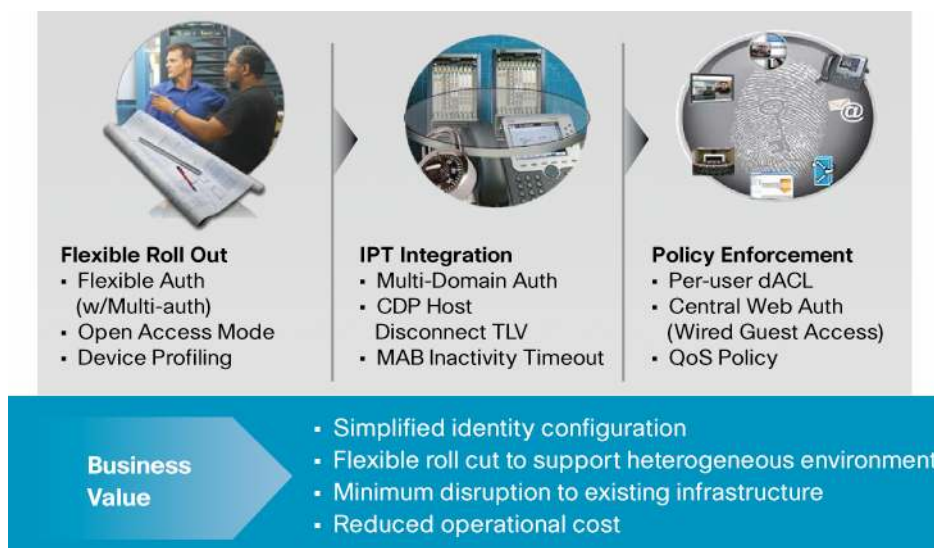 Flexible Roll Out
▪ Flexible Auth
(w/Multi-auth)
▪ Open Access Mode
▪ Device Profiling
IPT Integration
▪ Multi-Domain Auth
▪ CDP Host
Disconnect TLV
▪ MAB Inactivity Timeout
Policy Enforcement
▪ Per-user dACL
▪ Central Web Auth
(Wired Guest Access)
▪ QoS Policy
@
Business
Value
▪ Simplified identity configuration
▪ Flexible roll cut to support heterogeneous environment
▪ Minimum disruption to existing infrastructure
▪ Reduced operational cost